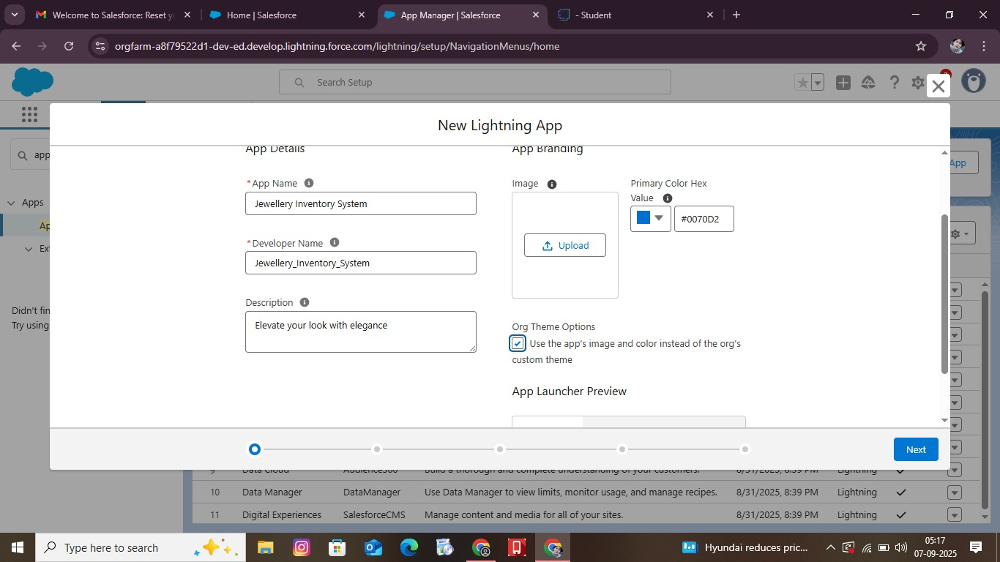 Welcome to Salesforce: Reset y
Home | Salesforce
App Manager | Salesforce
- Student
orgfarm-a8f79522d1-dev-ed.develop.lightning.force.com/lightning/setup/NavigationMenus/home
Search Setup
New Lightning App
app
App
App Details
App Branding
*App Name
Image
Primary Color Hex
Value
Jewellery Inventory System
#0070D2
Upload
*Developer Name
Jewellery_Inventory_System
Description
Elevate your look with elegance
Org Theme Options
Use the app's image and color instead of the org's
custom theme
App Launcher Preview
Apps
Ap
Ex
Didn't fin
Try using
Next
9 Data Cloud Audience360 Build a thorough and complete understanding of your customers. 8/31/2025, 8:39 PM Lightning
10 Data Manager DataManager Use Data Manager to view limits, monitor usage, and manage recipes. 8/31/2025, 8:39 PM Lightning
11 Digital Experiences SalesforceCMS Manage content and media for all of your sites. 8/31/2025, 8:39 PM Lightning
Type here to search
Hyundai reduces pric...
05:17
07-09-2025